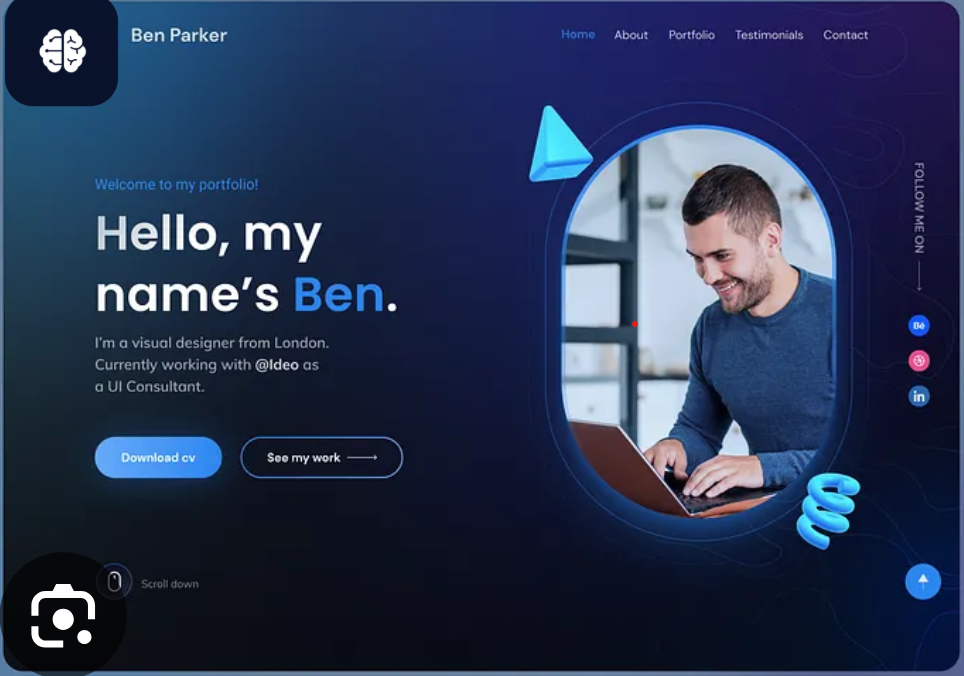 Ben Parker
Home About Portfolio Testimonials Contact
Welcome to my portfolio!
Hello, my
name’s Ben.
I’m a visual designer from London.
Currently working with @Ideo as
a UI Consultant.
Download cv
See my work
Scroll down
FOLLOW ME ON
Bē
in